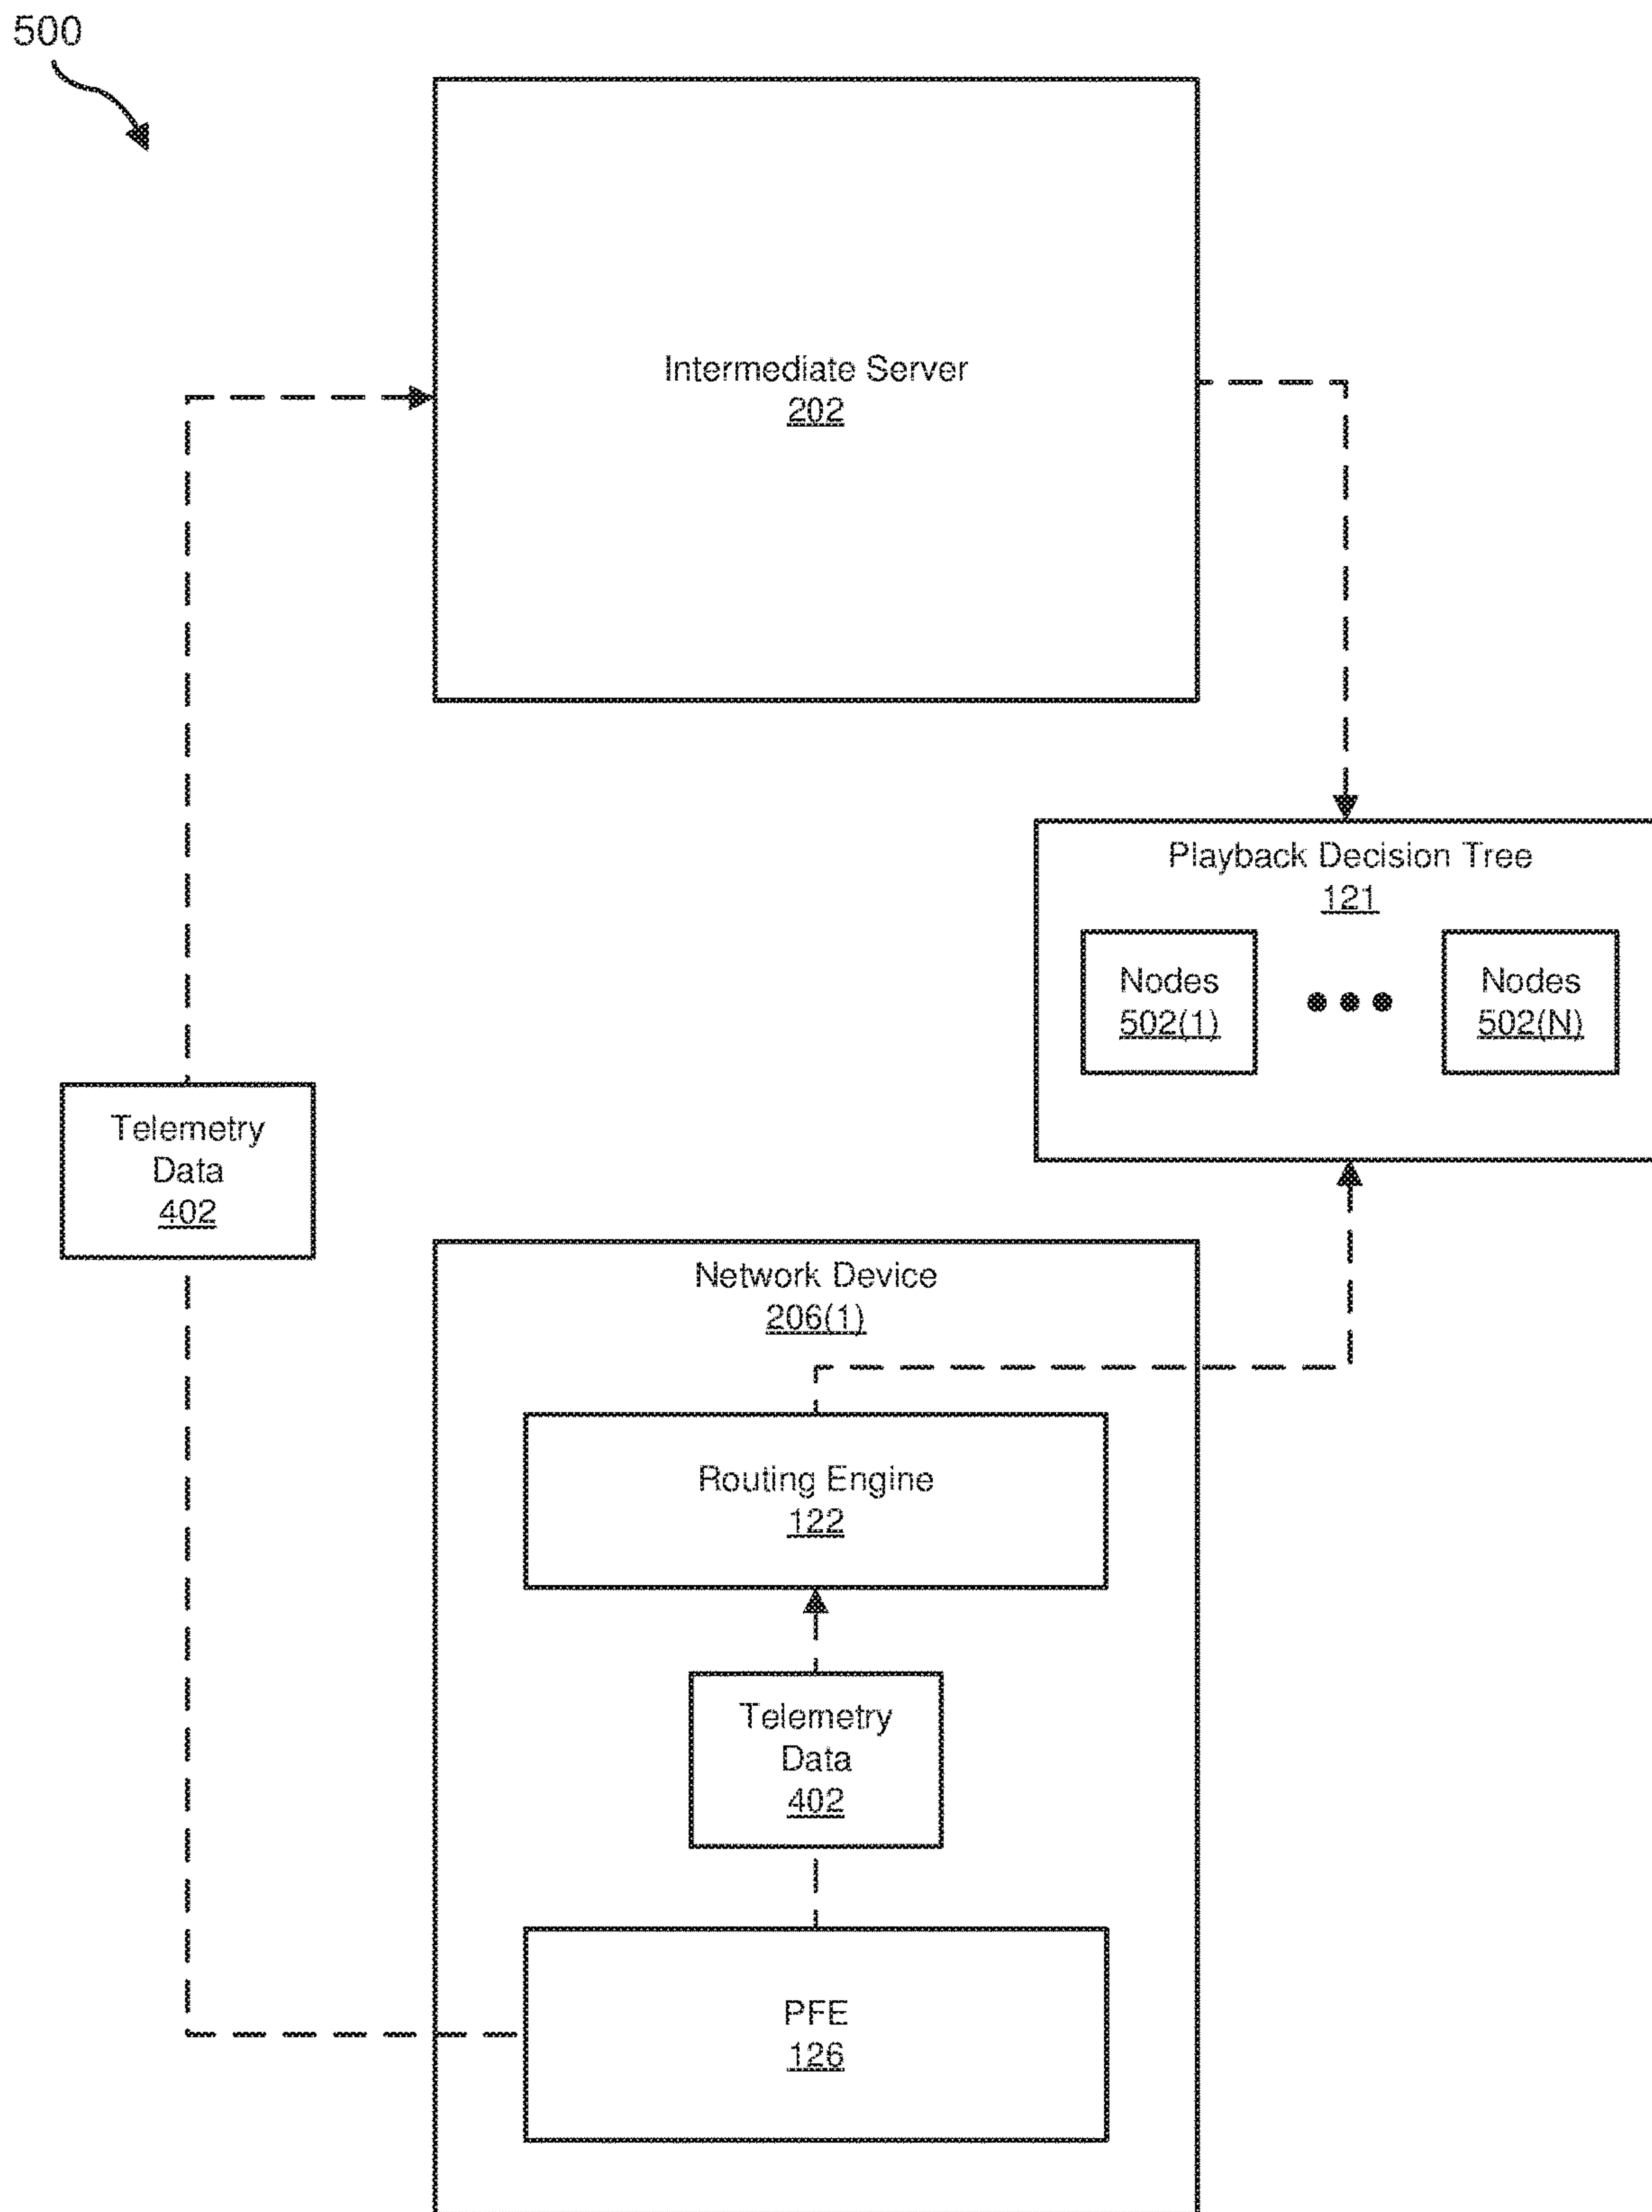 500
Intermediate Server
202
Playback Decision Tree
121
Nodes
502(1)
Nodes
502(N)
Telemetry
Data
402
Network Device
206(1)
Routing Engine
122
Telemetry
Data
402
PFE
126